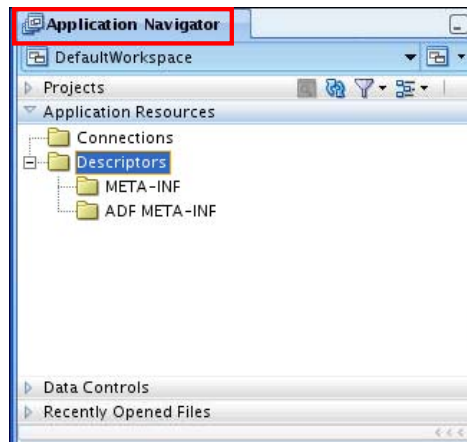 Application Navigator
DefaultWorkspace
Projects
Application Resources
Connections
Descriptors
META-INF
ADF META-INF
Data Controls
Recently Opened Files